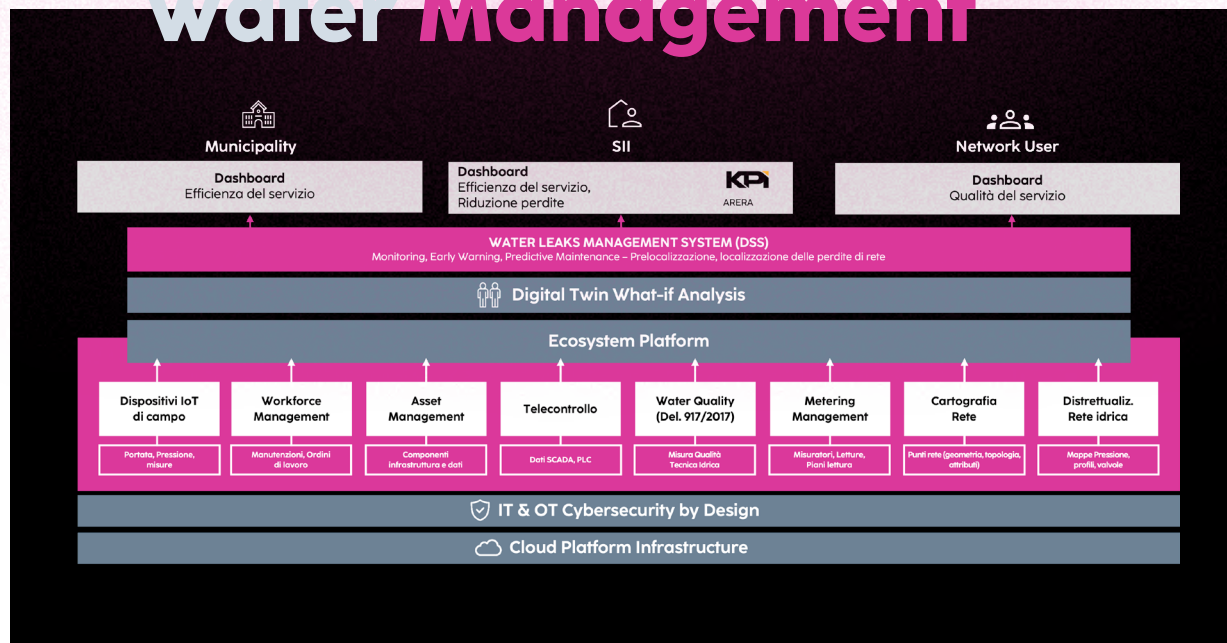 Water Management
Municipality
SII
Network User
Dashboard
Efficienza del servizio
Dashboard
Efficienza del servizio,
Riduzione perdite
KPi
ARERA
Dashboard
Qualità del servizio
WATER LEAKS MANAGEMENT SYSTEM (DSS)
Monitoring, Early Warning, Predictive Maintenance – Prelocalizzazione, localizzazione delle perdite di rete
Digital Twin What-if Analysis
Ecosystem Platform
Dispositivi IoT
di campo
Workforce
Management
Asset
Management
Telecontrollo
Water Quality
(Del. 917/2017)
Metering
Management
Cartografia
Rete
Distrettualiz.
Rete idrica
Portata, Pressione,
misure
Manutenzioni, Ordini
di lavoro
Componenti
infrastruttura e dati
Dati SCADA, PLC
Misura Qualità
Tecnica Idrica
Misuratori, Letture,
Piani lettura
Punti rete (geometria, topologia,
attributi)
Mappe Pressione,
profili, valvole
IT & OT Cybersecurity by Design
Cloud Platform Infrastructure